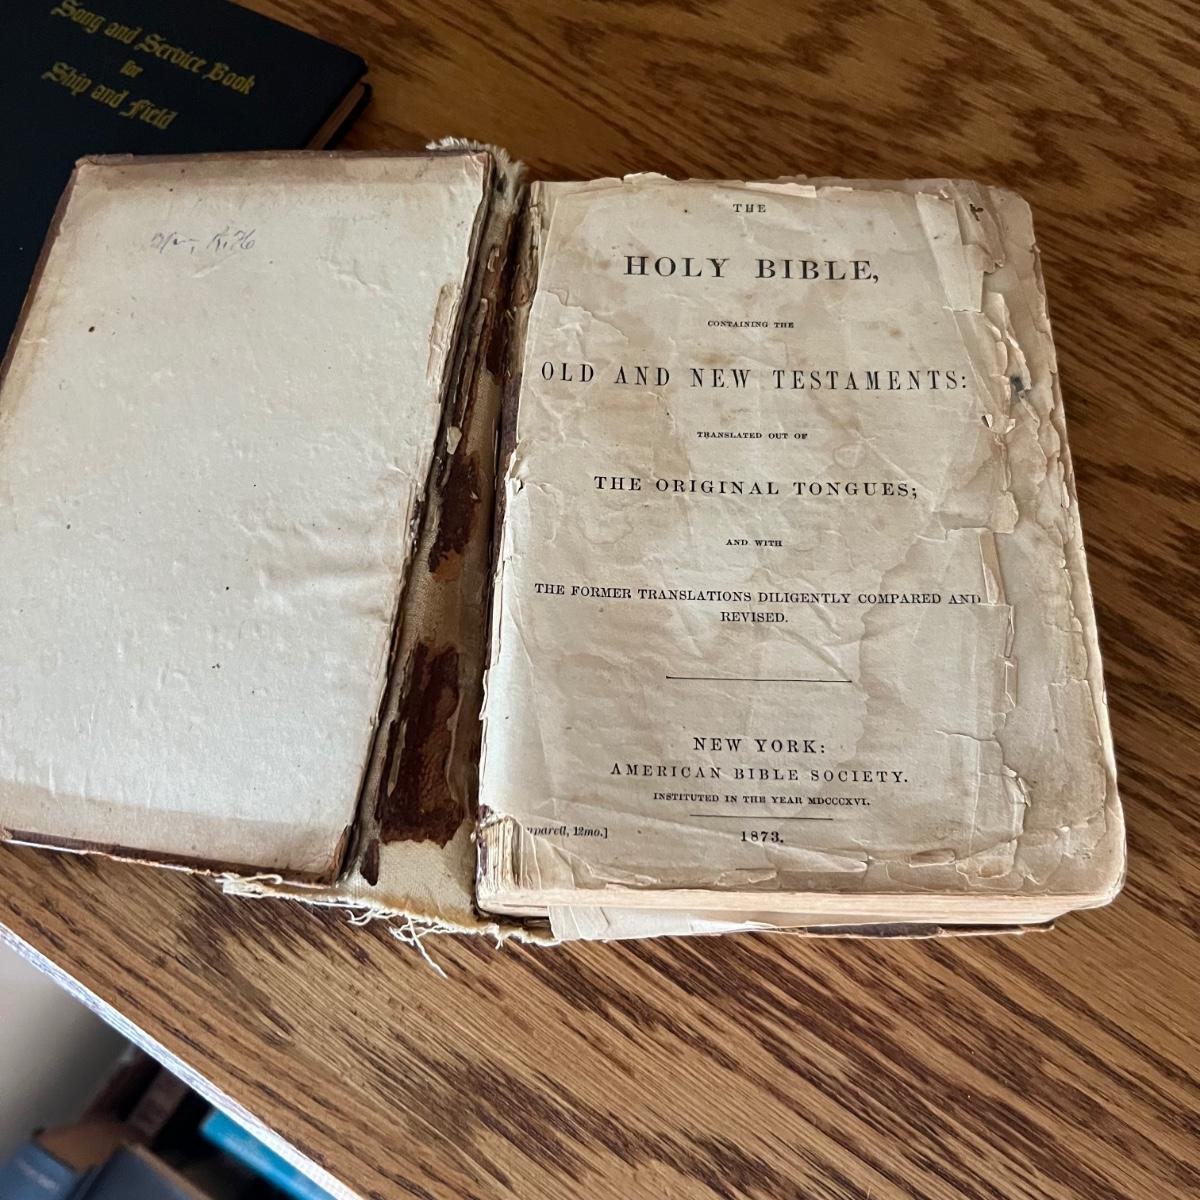 Song and Service Book
for
Ship and Field
THE
HOLY BIBLE,
CONTAINING THE
OLD AND NEW TESTAMENTS:
TRANSLATED OUT OF
THE ORIGINAL TONGUES;
AND WITH
THE FORMER TRANSLATIONS DILIGENTLY COMPARED AND
REVISED.
NEW YORK:
AMERICAN BIBLE SOCIETY.
INSTITUTED IN THE YEAR MDCCCXVI.
12mo.]
1873.